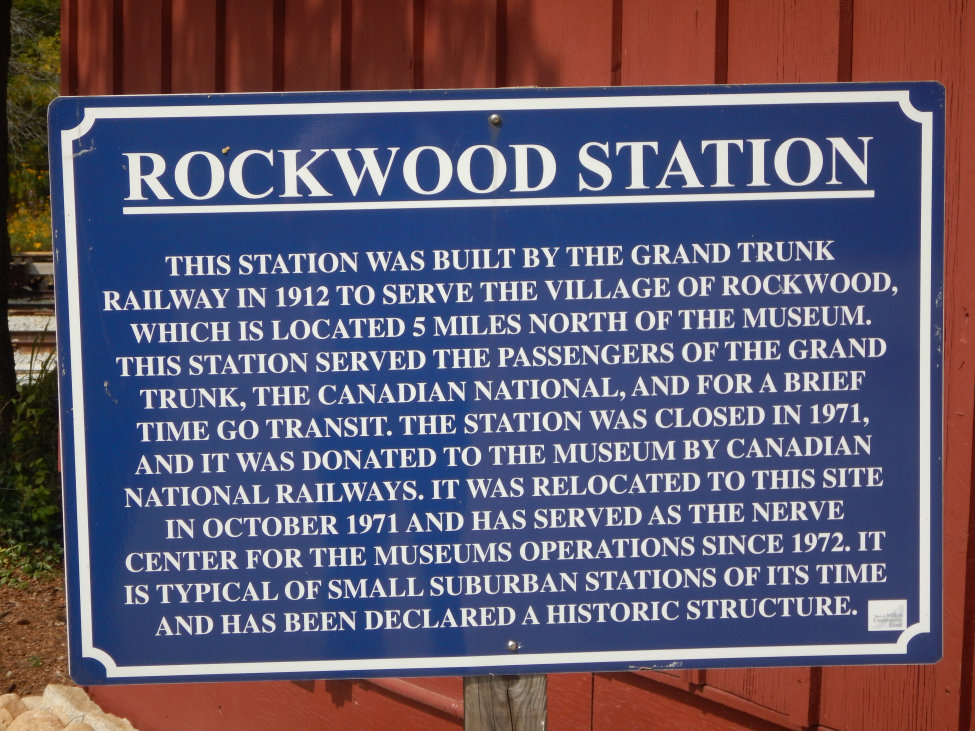 ROCKWOOD STATION
THIS STATION WAS BUILT BY THE GRAND TRUNK
RAILWAY IN 1912 TO SERVE THE VILLAGE OF ROCKWOOD,
WHICH IS LOCATED 5 MILES NORTH OF THE MUSEUM.
THIS STATION SERVED THE PASSENGERS OF THE GRAND
TRUNK, THE CANADIAN NATIONAL, AND FOR A BRIEF
TIME GO TRANSIT. THE STATION WAS CLOSED IN 1971,
AND IT WAS DONATED TO THE MUSEUM BY CANADIAN
NATIONAL RAILWAYS. IT WAS RELOCATED TO THIS SITE
IN OCTOBER 1971 AND HAS SERVED AS THE NERVE
CENTER FOR THE MUSEUMS OPERATIONS SINCE 1972. IT
IS TYPICAL OF SMALL SUBURBAN STATIONS OF ITS TIME
AND HAS BEEN DECLARED A HISTORIC STRUCTURE.
Milton
Community
Fund